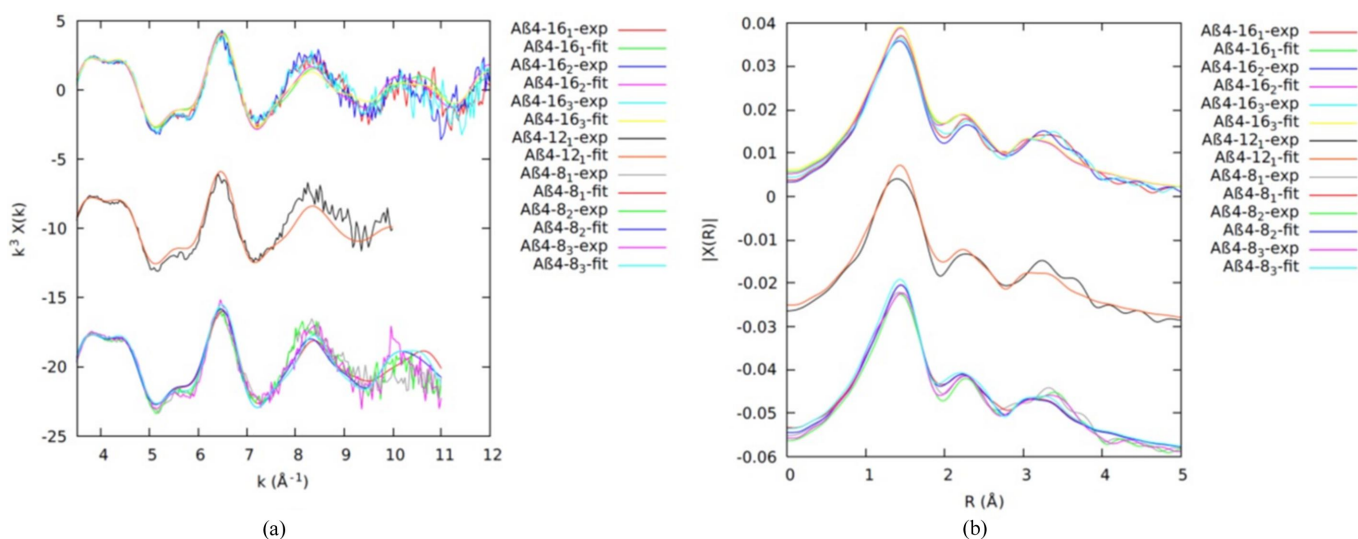 5
0
-5
-10
-15
-20
-25
k³ X(k)
4 5 6 7 8 9 10 11 12
k (Å⁻¹)
Aß4-16₁-exp
Aß4-16₁-fit
Aß4-16₂-exp
Aß4-16₂-fit
Aß4-16₃-exp
Aß4-16₃-fit
Aß4-12₁-exp
Aß4-12₁-fit
Aß4-8₁-exp
Aß4-8₁-fit
Aß4-8₂-exp
Aß4-8₂-fit
Aß4-8₃-exp
Aß4-8₃-fit
(a)
0.04
0.03
0.02
0.01
0
-0.01
-0.02
-0.03
-0.04
-0.05
-0.06
|X(R)|
0 1 2 3 4 5
R (Å)
Aß4-16₁-exp
Aß4-16₁-fit
Aß4-16₂-exp
Aß4-16₂-fit
Aß4-16₃-exp
Aß4-16₃-fit
Aß4-12₁-exp
Aß4-12₁-fit
Aß4-8₁-exp
Aß4-8₁-fit
Aß4-8₂-exp
Aß4-8₂-fit
Aß4-8₃-exp
Aß4-8₃-fit
(b)